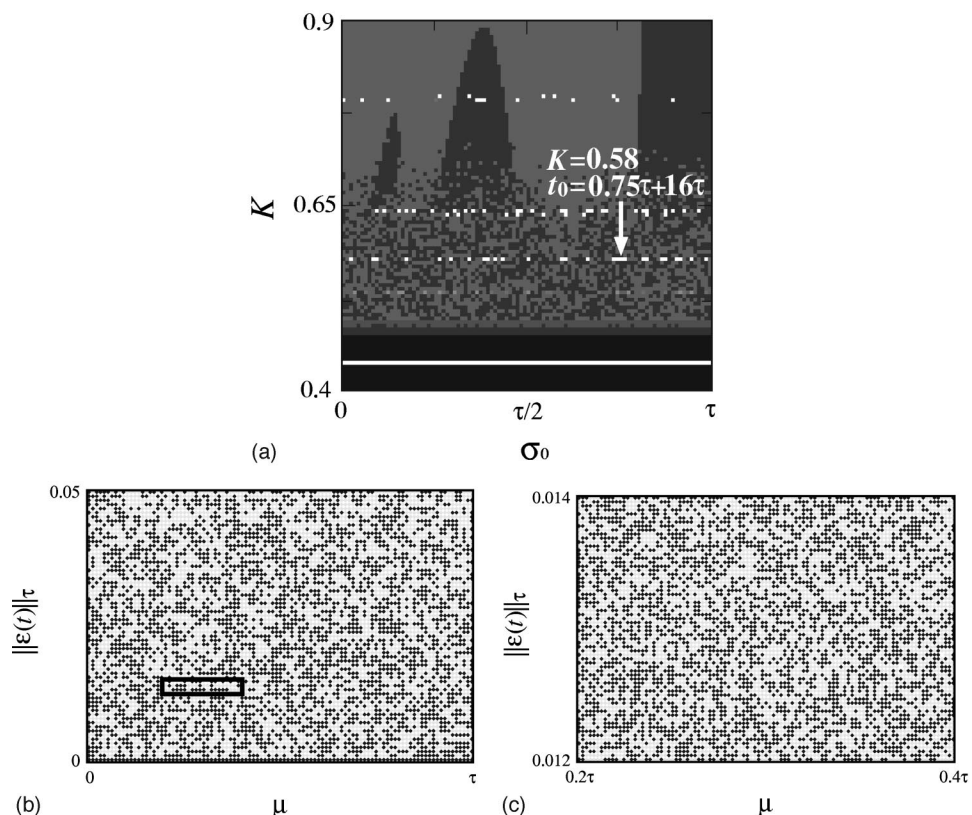 0.9
K=0.58
t₀=0.75τ+16τ
K
0.65
0.4
0
τ/2
τ
(a)
σ₀
0.05
||ε(t)||τ
0
0
τ
(b)
μ
0.014
||ε(t)||τ
0.012
0.2τ
0.4τ
(c)
μ